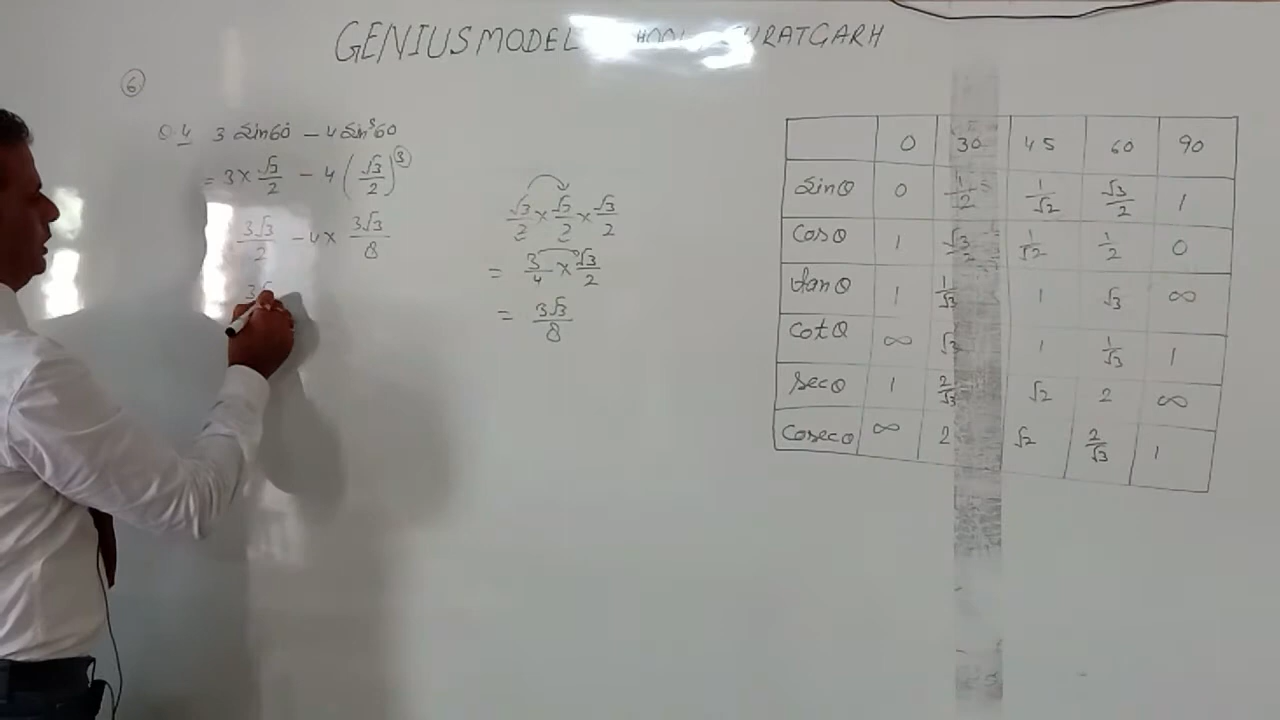 GENIUS MODEL HOOL URATGARH
⑥
Q.4 3 Sin60 – 4 Sin³60
= 3 × √3/2 – 4 (√3/2)³
3√3/2 – 4 × 3√3/8
3√
√3/2 × √3/2 × √3/2
= 3/4 × √3/2
= 3√3/8
0 30 45 60 90
Sinθ 0 1/2 1/√2 √3/2 1
Cosθ 1 √3/2 1/√2 1/2 0
tanθ 1 1/√3 1 √3 ∞
Cotθ ∞ √3 1 1/√3 1
Secθ 1 2/√3 √2 2 ∞
Cosecθ ∞ 2 √2 2/√3 1